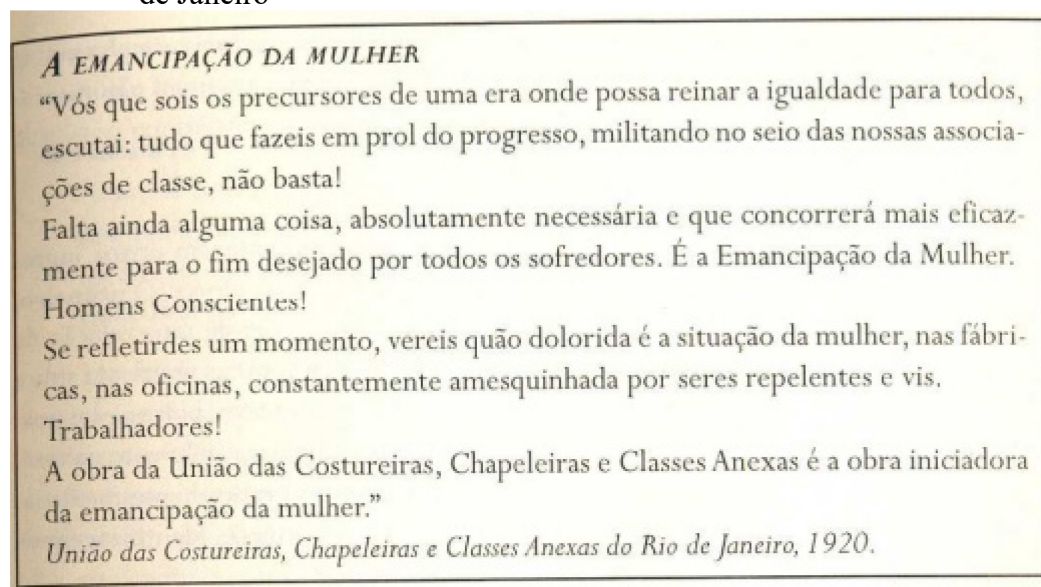 de Janeiro
A EMANCIPAÇÃO DA MULHER
“Vós que sois os precursores de uma era onde possa reinar a igualdade para todos,
escutai: tudo que fazeis em prol do progresso, militando no seio das nossas associa-
ções de classe, não basta!
Falta ainda alguma coisa, absolutamente necessária e que concorrerá mais eficaz-
mente para o fim desejado por todos os sofredores. É a Emancipação da Mulher.
Homens Conscientes!
Se refletirdes um momento, vereis quão dolorida é a situação da mulher, nas fábri-
cas, nas oficinas, constantemente amesquinhada por seres repelentes e vis.
Trabalhadores!
A obra da União das Costureiras, Chapeleiras e Classes Anexas é a obra iniciadora
da emancipação da mulher.”
União das Costureiras, Chapeleiras e Classes Anexas do Rio de Janeiro, 1920.